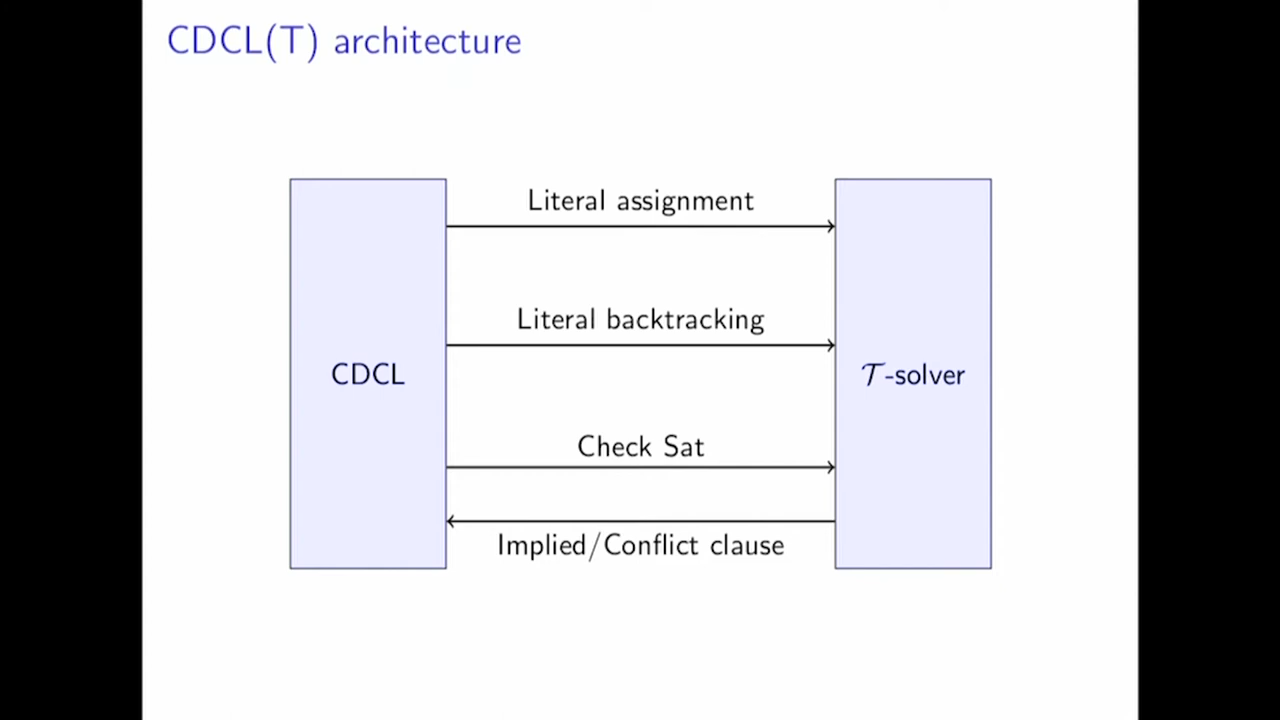 CDCL(T) architecture
Literal assignment
Literal backtracking
CDCL
𝒯-solver
Check Sat
Implied/Conflict clause